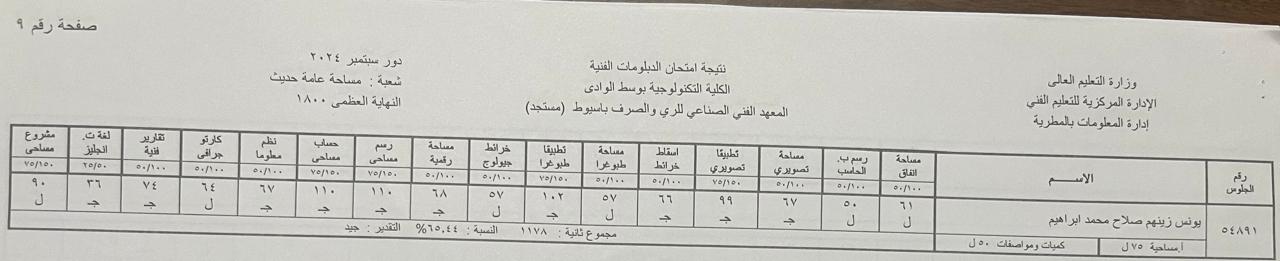 صفحة رقم ٩
وزارة التعليم العالى
الإدارة المركزية للتعليم الفني
إدارة المعلومات بالمطرية
نتيجة امتحان الدبلومات الفنية
الكلية التكنولوجية بوسط الوادى
المعهد الفني الصناعي للري والصرف باسيوط (مستجد)
دور سبتمبر ٢٠٢٤
شعبة : مساحة عامة حديث
النهاية العظمى ١٨٠٠
رقم الجلوس
الاســـم
مساحة انفاق ٥٠/١٠٠
رسم ب. الحاسب ٥٠/١٠٠
مساحة تصويري ٥٠/١٠٠
تطبيقا تصويري ٧٥/١٥٠
اسقاط خرائط ٥٠/١٠٠
مساحة طبوغرا ٥٠/١٠٠
تطبيقا طبوغرا ٧٥/١٥٠
خرائط جيولوج ٥٠/١٠٠
مساحة رقمية ٥٠/١٠٠
رسم مساحى ٧٥/١٥٠
حساب مساحى ٧٥/١٥٠
نظم معلوما ٥٠/١٠٠
كارتو جرافى ٥٠/١٠٠
تقارير فنية ٥٠/١٠٠
لغة ت. انجليز ٢٥/٥٠
مشروع مساحى ٧٥/١٥٠
٥٤٨٩١
يونس زينهم صلاح محمد ابراهيم
٦١ ٥٠ ٦٧ ٩٩ ٦٦ ٥٧ ١٠٢ ٥٧ ٦٨ ١١٠ ١١٠ ٦٧ ٦٤ ٧٤ ٣٦ ٩٠
ل ل جـ جـ جـ ل جـ ل جـ جـ جـ جـ ل جـ جـ ل
أ.مساحية ٧٥ ل
كميات ومواصفات ٥٠ ل
مجموع ثانية : ١١٧٨ النسبة : ٦٥,٤٤% التقدير : جيد